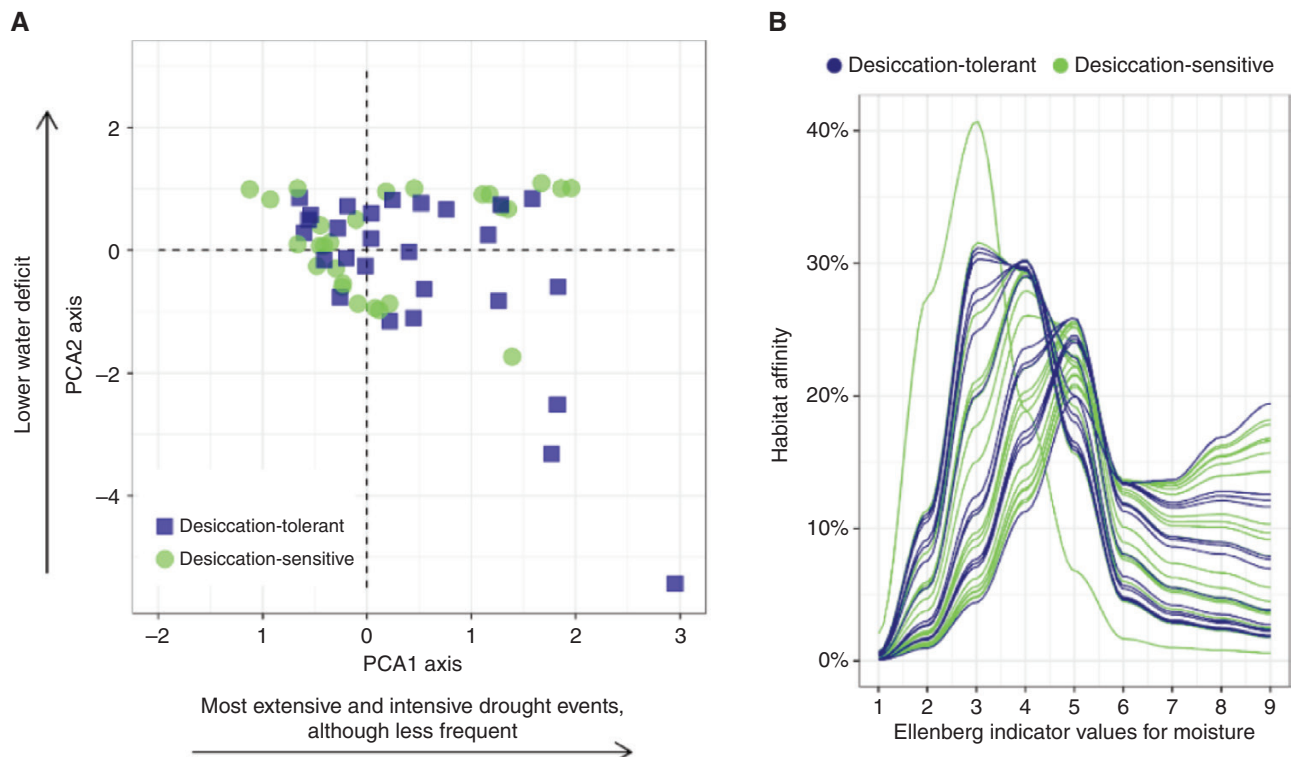 A
Lower water deficit
PCA2 axis
2
0
−2
−4
Desiccation-tolerant
Desiccation-sensitive
−2
1
0
1
2
3
PCA1 axis
Most extensive and intensive drought events,
although less frequent
B
Desiccation-tolerant Desiccation-sensitive
Habitat affinity
40%
30%
20%
10%
0%
1 2 3 4 5 6 7 8 9
Ellenberg indicator values for moisture